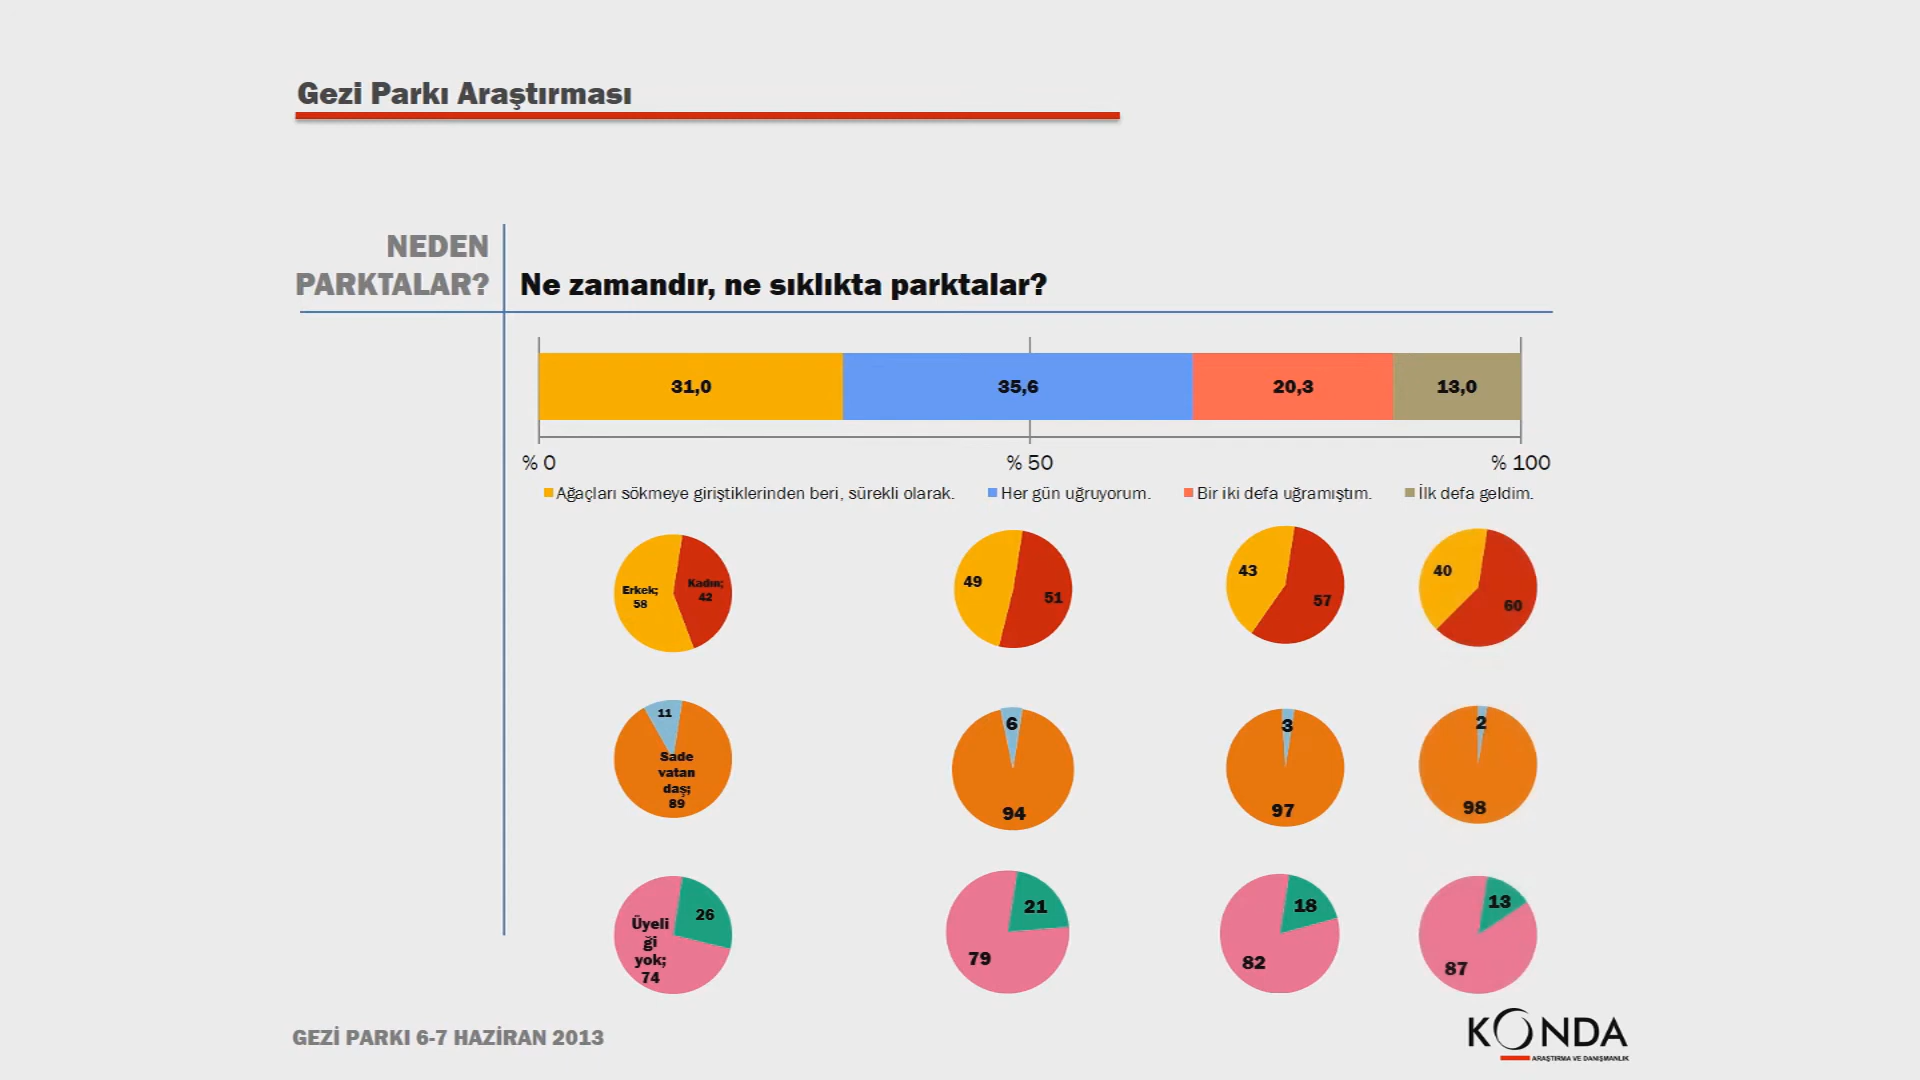 Gezi Parkı Araştırması
NEDEN
PARKTALAR?
Ne zamandır, ne sıklıkta parktalar?
31,0
35,6
20,3
13,0
% 0
% 50
% 100
Ağaçları sökmeye giriştiklerinden beri, sürekli olarak.
Her gün uğruyorum.
Bir iki defa uğramıştım.
İlk defa geldim.
Erkek;
58
Kadın;
42
49
51
43
57
40
60
11
Sade
vatan
daş;
89
6
94
3
97
2
98
Üyeli
ği
yok;
74
26
21
79
18
82
13
87
GEZİ PARKI 6-7 HAZİRAN 2013
KONDA
ARAŞTIRMA VE DANIŞMANLIK